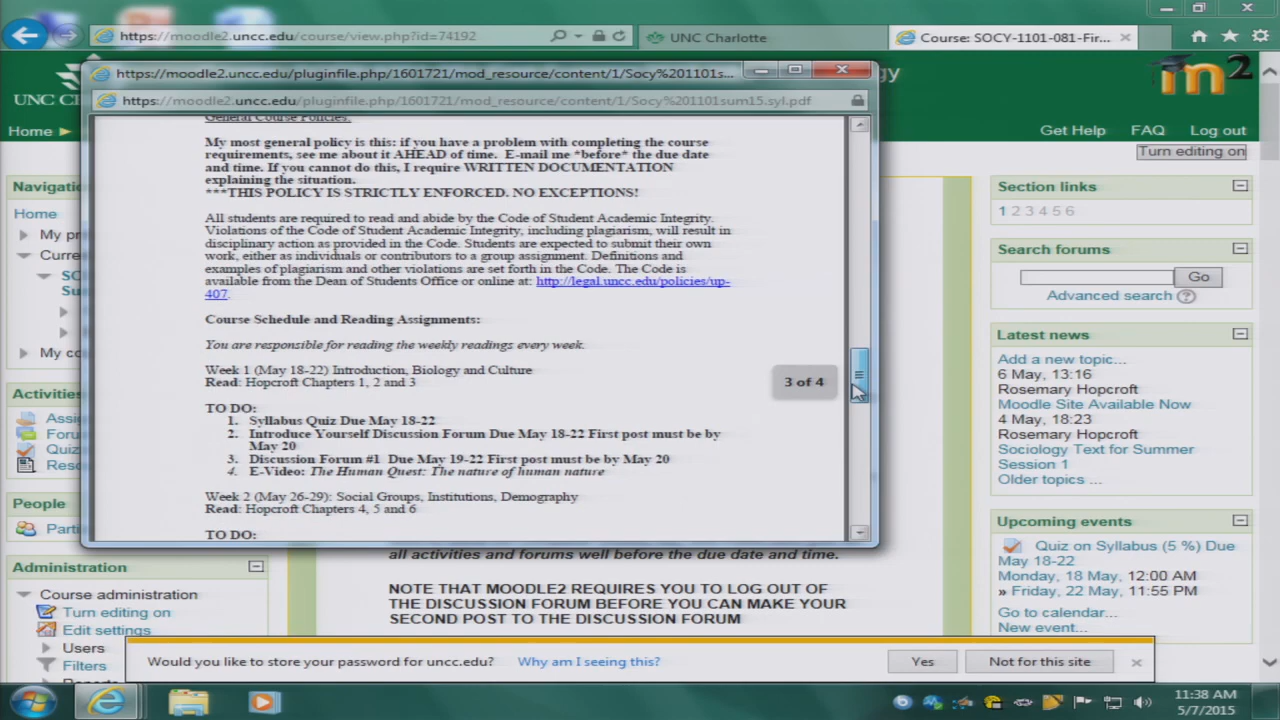 https://moodle2.uncc.edu/course/view.php?id=74192
UNC Charlotte
Course: SOCY-1101-081-Fir...
https://moodle2.uncc.edu/pluginfile.php/1601721/mod_resource/content/1/Socy%201101s...
https://moodle2.uncc.edu/pluginfile.php/1601721/mod_resource/content/1/Socy%201101sum15.syl.pdf
UNC
m2
Home
Get Help
FAQ
Log out
Turn editing on
General Course Policies:
My most general policy is this: if you have a problem with completing the course
requirements, see me about it AHEAD of time. E-mail me *before* the due date
and time. If you cannot do this, I require WRITTEN DOCUMENTATION
explaining the situation.
***THIS POLICY IS STRICTLY ENFORCED. NO EXCEPTIONS!
All students are required to read and abide by the Code of Student Academic Integrity.
Violations of the Code of Student Academic Integrity, including plagiarism, will result in
disciplinary action as provided in the Code. Students are expected to submit their own
work, either as individuals or contributors to a group assignment. Definitions and
examples of plagiarism and other violations are set forth in the Code. The Code is
available from the Dean of Students Office or online at: http://legal.uncc.edu/policies/up-
407.
Course Schedule and Reading Assignments:
You are responsible for reading the weekly readings every week.
Week 1 (May 18-22) Introduction, Biology and Culture
Read: Hopcroft Chapters 1, 2 and 3
TO DO:
1. Syllabus Quiz Due May 18-22
2. Introduce Yourself Discussion Forum Due May 18-22 First post must be by
May 20
3. Discussion Forum #1 Due May 19-22 First post must be by May 20
4. E-Video: The Human Quest: The nature of human nature
Week 2 (May 26-29): Social Groups, Institutions, Demography
Read: Hopcroft Chapters 4, 5 and 6
TO DO:
3 of 4
Home
People
Administration
Course administration
Turn editing on
Edit settings
Users
Filters
all activities and forums well before the due date and time.
NOTE THAT MOODLE2 REQUIRES YOU TO LOG OUT OF
THE DISCUSSION FORUM BEFORE YOU CAN MAKE YOUR
SECOND POST TO THE DISCUSSION FORUM
Section links
1 2 3 4 5 6
Search forums
Go
Advanced search
Latest news
Add a new topic...
6 May, 13:16
Rosemary Hopcroft
Moodle Site Available Now
4 May, 18:23
Rosemary Hopcroft
Sociology Text for Summer
Session 1
Older topics ...
Upcoming events
Quiz on Syllabus (5 %) Due
May 18-22
Monday, 18 May, 12:00 AM
» Friday, 22 May, 11:55 PM
Go to calendar...
New event...
Would you like to store your password for uncc.edu?
Why am I seeing this?
Yes
Not for this site
11:38 AM
5/7/2015